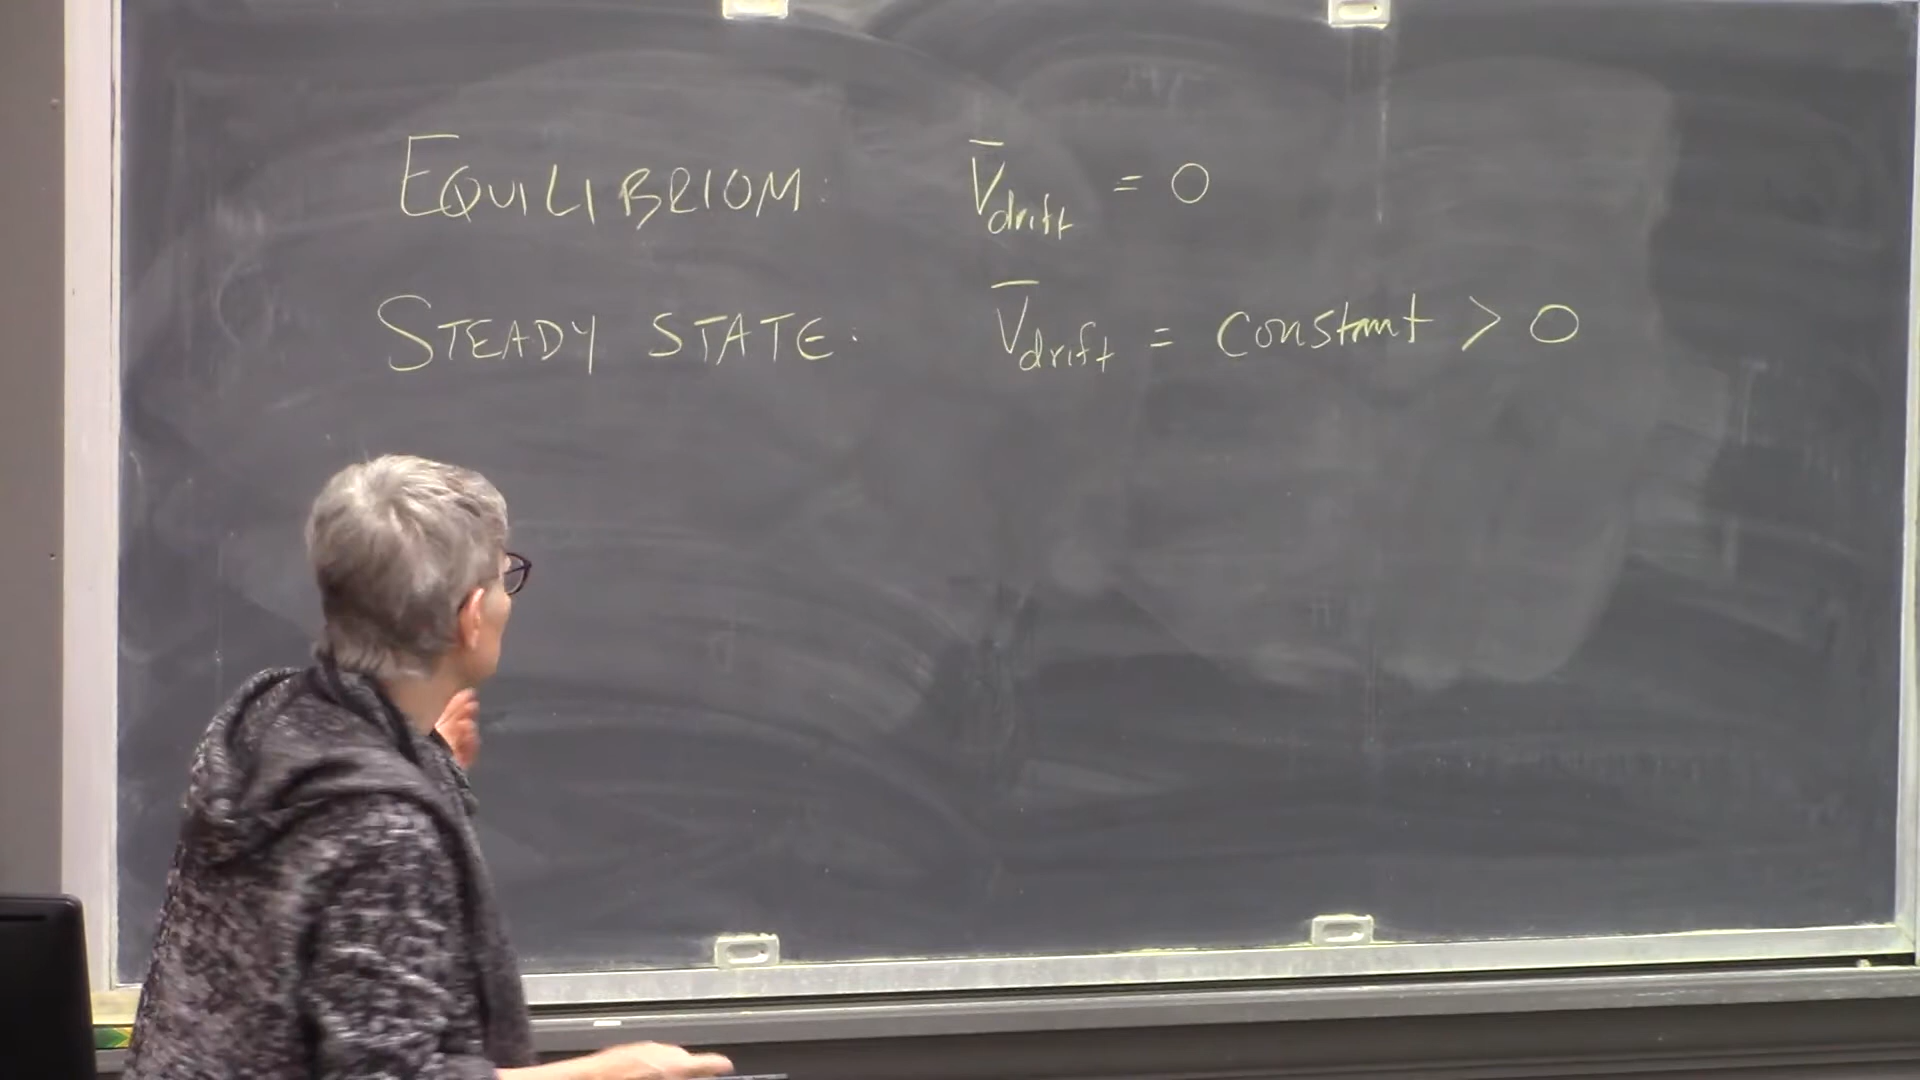 EQUILIBRIUM: V̄drift = 0
STEADY STATE: V̄drift = constant > 0